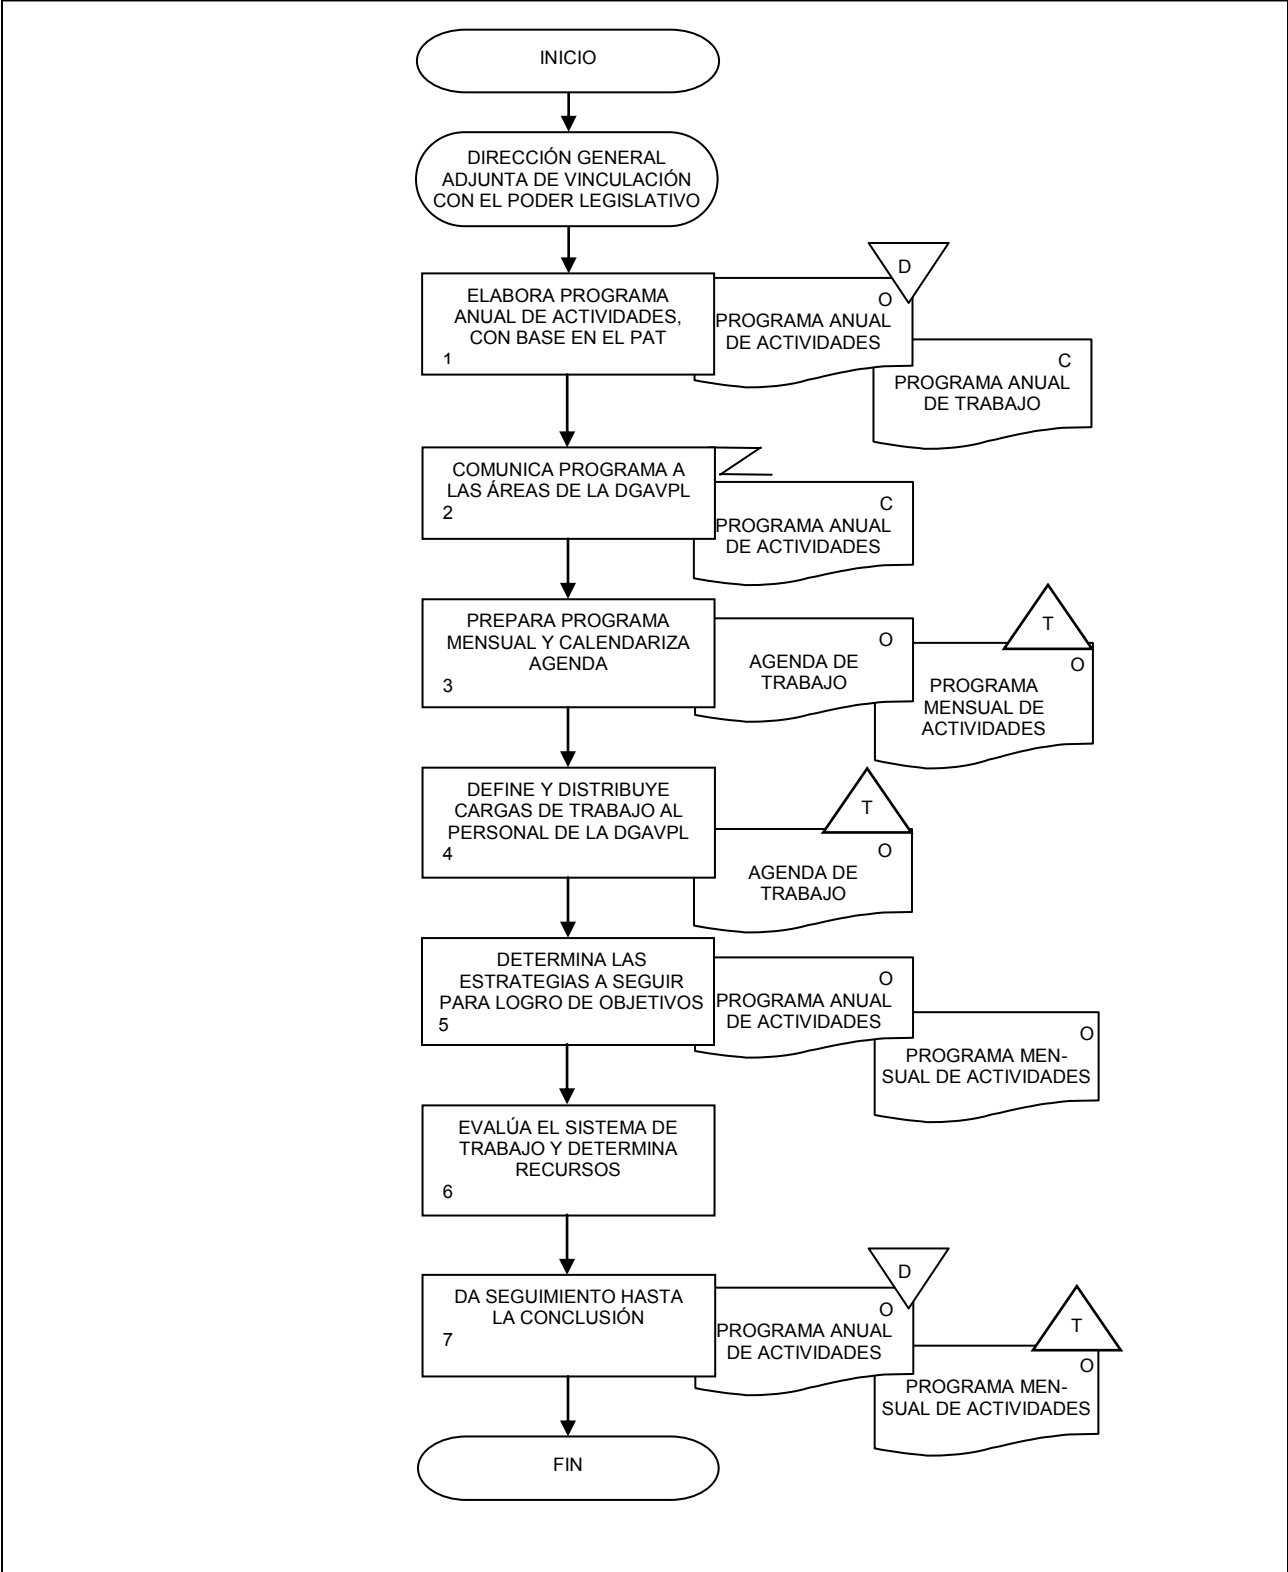 INICIO
DIRECCIÓN GENERAL
ADJUNTA DE VINCULACIÓN
CON EL PODER LEGISLATIVO
ELABORA PROGRAMA
ANUAL DE ACTIVIDADES,
CON BASE EN EL PAT
1
D
O
PROGRAMA ANUAL
DE ACTIVIDADES
C
PROGRAMA ANUAL
DE TRABAJO
COMUNICA PROGRAMA A
LAS ÁREAS DE LA DGAVPL
2
C
PROGRAMA ANUAL
DE ACTIVIDADES
PREPARA PROGRAMA
MENSUAL Y CALENDARIZA
AGENDA
3
O
AGENDA DE
TRABAJO
T
O
PROGRAMA
MENSUAL DE
ACTIVIDADES
DEFINE Y DISTRIBUYE
CARGAS DE TRABAJO AL
PERSONAL DE LA DGAVPL
4
T
O
AGENDA DE
TRABAJO
DETERMINA LAS
ESTRATEGIAS A SEGUIR
PARA LOGRO DE OBJETIVOS
5
O
PROGRAMA ANUAL
DE ACTIVIDADES
O
PROGRAMA MEN-
SUAL DE ACTIVIDADES
EVALÚA EL SISTEMA DE
TRABAJO Y DETERMINA
RECURSOS
6
DA SEGUIMIENTO HASTA
LA CONCLUSIÓN
7
D
O
PROGRAMA ANUAL
DE ACTIVIDADES
T
O
PROGRAMA MEN-
SUAL DE ACTIVIDADES
FIN